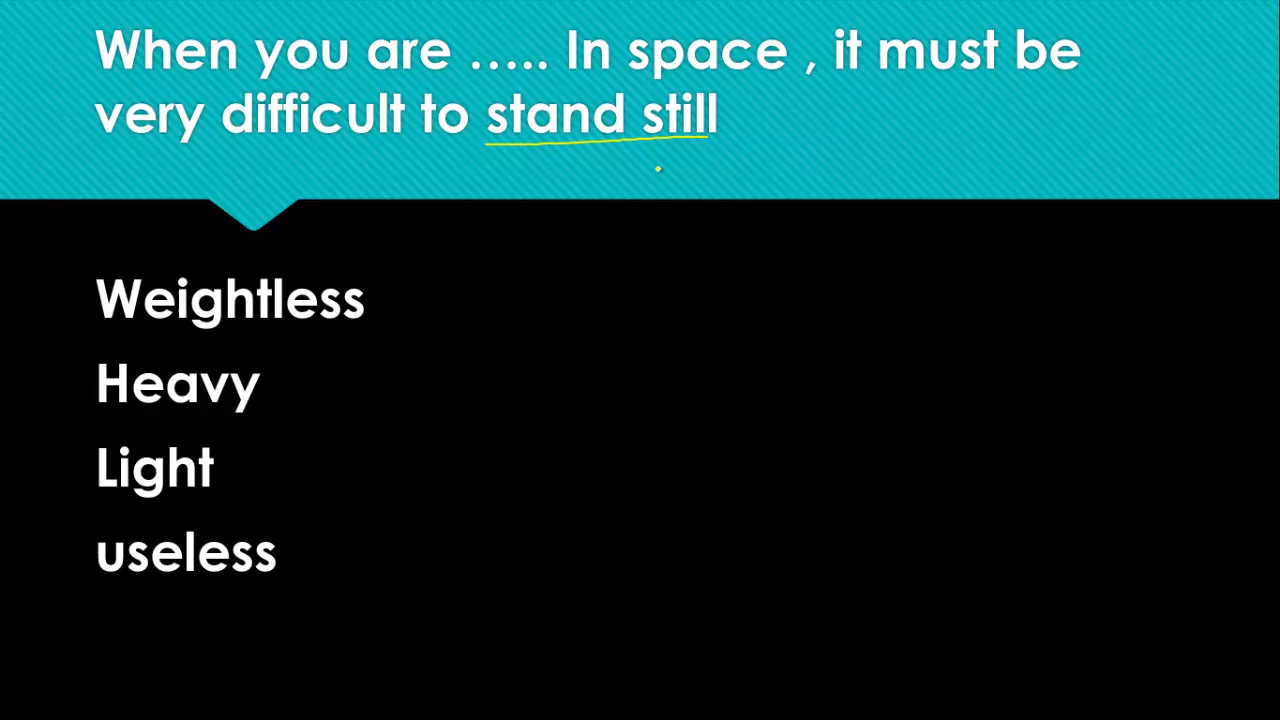 When you are ..... In space , it must be
very difficult to stand still
Weightless
Heavy
Light
useless